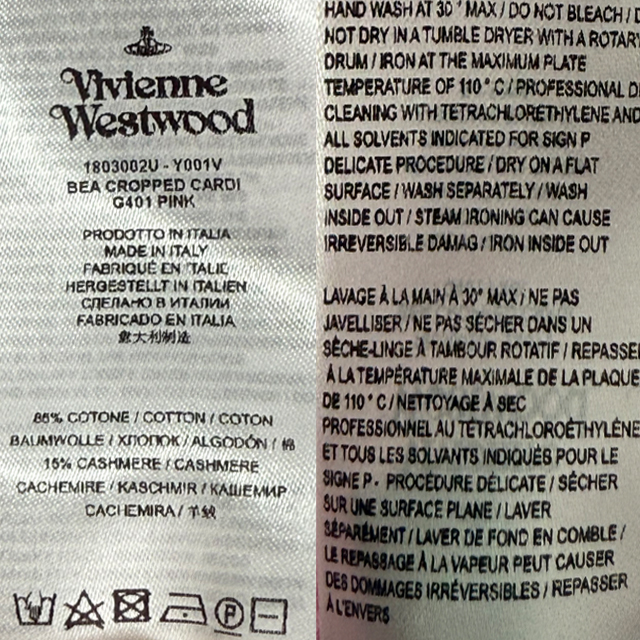 Vivienne
Westwood
1803002U - Y001V
BEA CROPPED CARDI
G401 PINK
PRODOTTO IN ITALIA
MADE IN ITALY
FABRIQUÉ EN ITALIE
HERGESTELLT IN ITALIEN
СДЕЛАНО В ИТАЛИИ
FABRICADO EN ITALIA
意大利制造
85% COTONE / COTTON / COTON
BAUMWOLLE / ХЛОПОК / ALGODÓN / 棉
15% CASHMERE / CASHMERE
CACHEMIRE / KASCHMIR / КАШЕМИР
CACHEMIRA / 羊绒
P
HAND WASH AT 30 ° MAX / DO NOT BLEACH / D
NOT DRY IN A TUMBLE DRYER WITH A ROTARY
DRUM / IRON AT THE MAXIMUM PLATE
TEMPERATURE OF 110 ° C / PROFESSIONAL D
CLEANING WITH TETRACHLORETHYLENE AND
ALL SOLVENTS INDICATED FOR SIGN P
DELICATE PROCEDURE / DRY ON A FLAT
SURFACE / WASH SEPARATELY / WASH
INSIDE OUT / STEAM IRONING CAN CAUSE
IRREVERSIBLE DAMAG / IRON INSIDE OUT
LAVAGE À LA MAIN À 30° MAX / NE PAS
JAVELLISER / NE PAS SÉCHER DANS UN
SÈCHE-LINGE À TAMBOUR ROTATIF / REPASSE
À LA TEMPÉRATURE MAXIMALE DE LA PLAQUE
DE 110 ° C / NETTOYAGE À SEC
PROFESSIONNEL AU TÉTRACHLOROÉTHYLÈNE
ET TOUS LES SOLVANTS INDIQUÉS POUR LE
SIGNE P - PROCÉDURE DÉLICATE / SÉCHER
SUR UNE SURFACE PLANE / LAVER
SÉPARÉMENT / LAVER DE FOND EN COMBLE /
LE REPASSAGE À LA VAPEUR PEUT CAUSER
DES DOMMAGES IRRÉVERSIBLES / REPASSER
À L'ENVERS